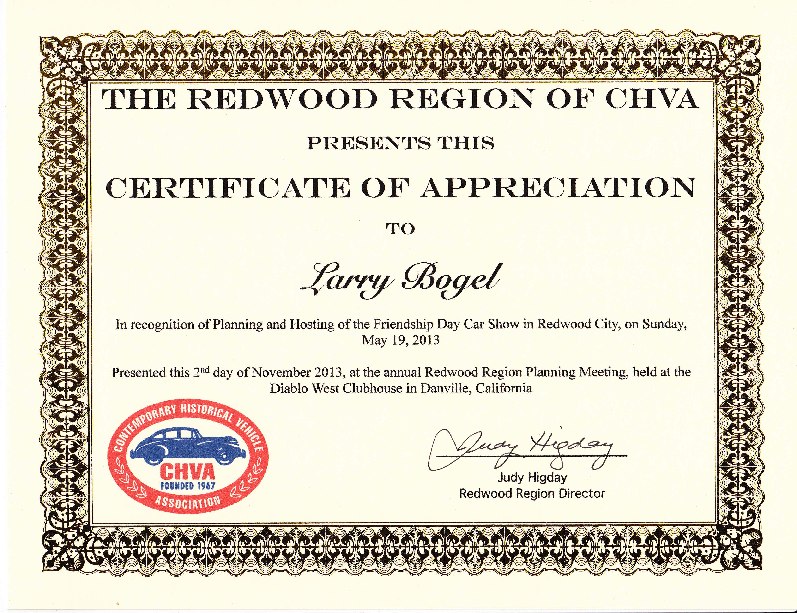 THE REDWOOD REGION OF CHVA
PRESENTS THIS
CERTIFICATE OF APPRECIATION
TO
Larry Bogel
In recognition of Planning and Hosting of the Friendship Day Car Show in Redwood City, on Sunday,
May 19, 2013
Presented this 2nd day of November 2013, at the annual Redwood Region Planning Meeting, held at the
Diablo West Clubhouse in Danville, California
CONTEMPORARY HISTORICAL VEHICLE
CHVA
FOUNDED 1967
ASSOCIATION
Judy Higday
Judy Higday
Redwood Region Director